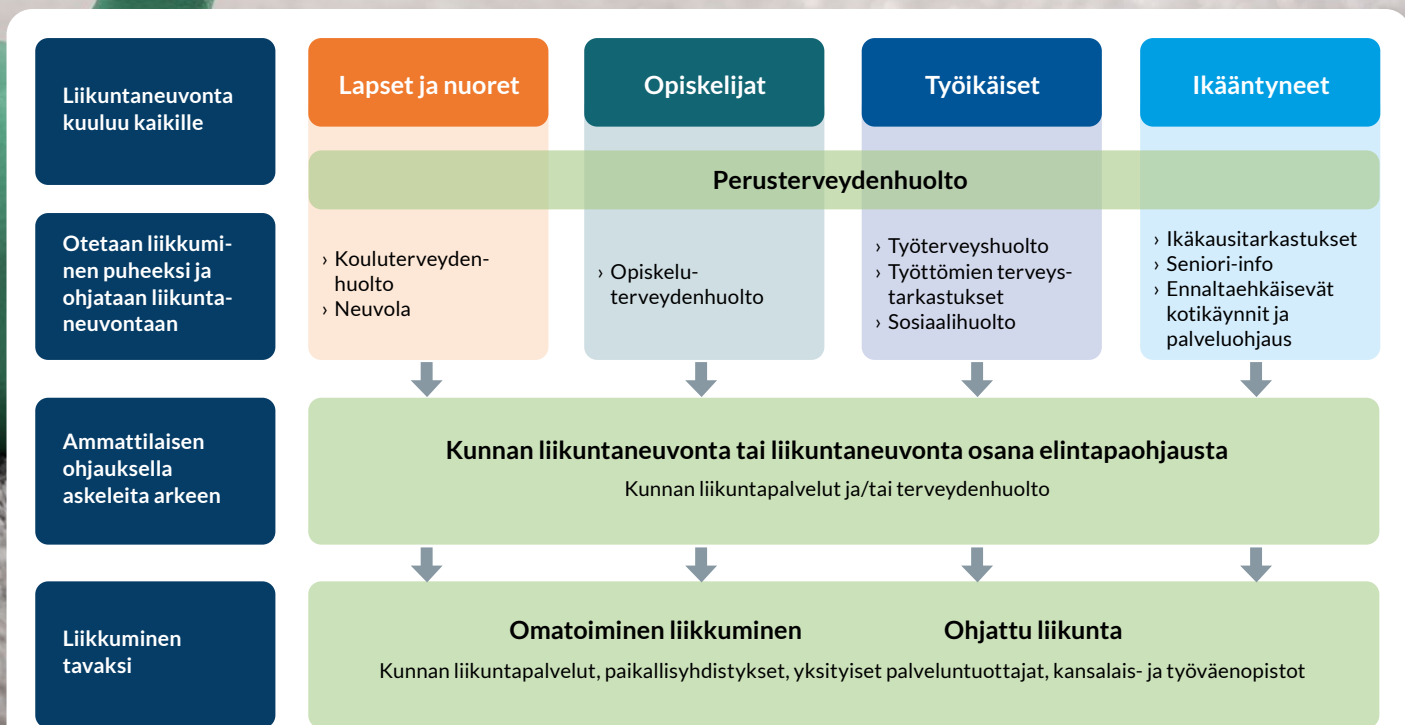 Liikuntaneuvonta
kuuluu kaikille
Lapset ja nuoret
Opiskelijat
Työikäiset
Ikääntyneet
Perusterveydenhuolto
Otetaan liikkumi-
nen puheeksi ja
ohjataan liikunta-
neuvontaan
› Kouluterveyden-
huolto
› Neuvola
› Opiskelu-
terveydenhuolto
› Työterveyshuolto
› Työttömien terveys-
tarkastukset
› Sosiaalihuolto
› Ikäkausitarkastukset
› Seniori-info
› Ennaltaehkäisevät
kotikäynnit ja
palveluohjaus
Ammattilaisen
ohjauksella
askeleita arkeen
Kunnan liikuntaneuvonta tai liikuntaneuvonta osana elintapaohjausta
Kunnan liikuntapalvelut ja/tai terveydenhuolto
Liikkuminen
tavaksi
Omatoiminen liikkuminen
Ohjattu liikunta
Kunnan liikuntapalvelut, paikallisyhdistykset, yksityiset palveluntuottajat, kansalais- ja työväenopistot